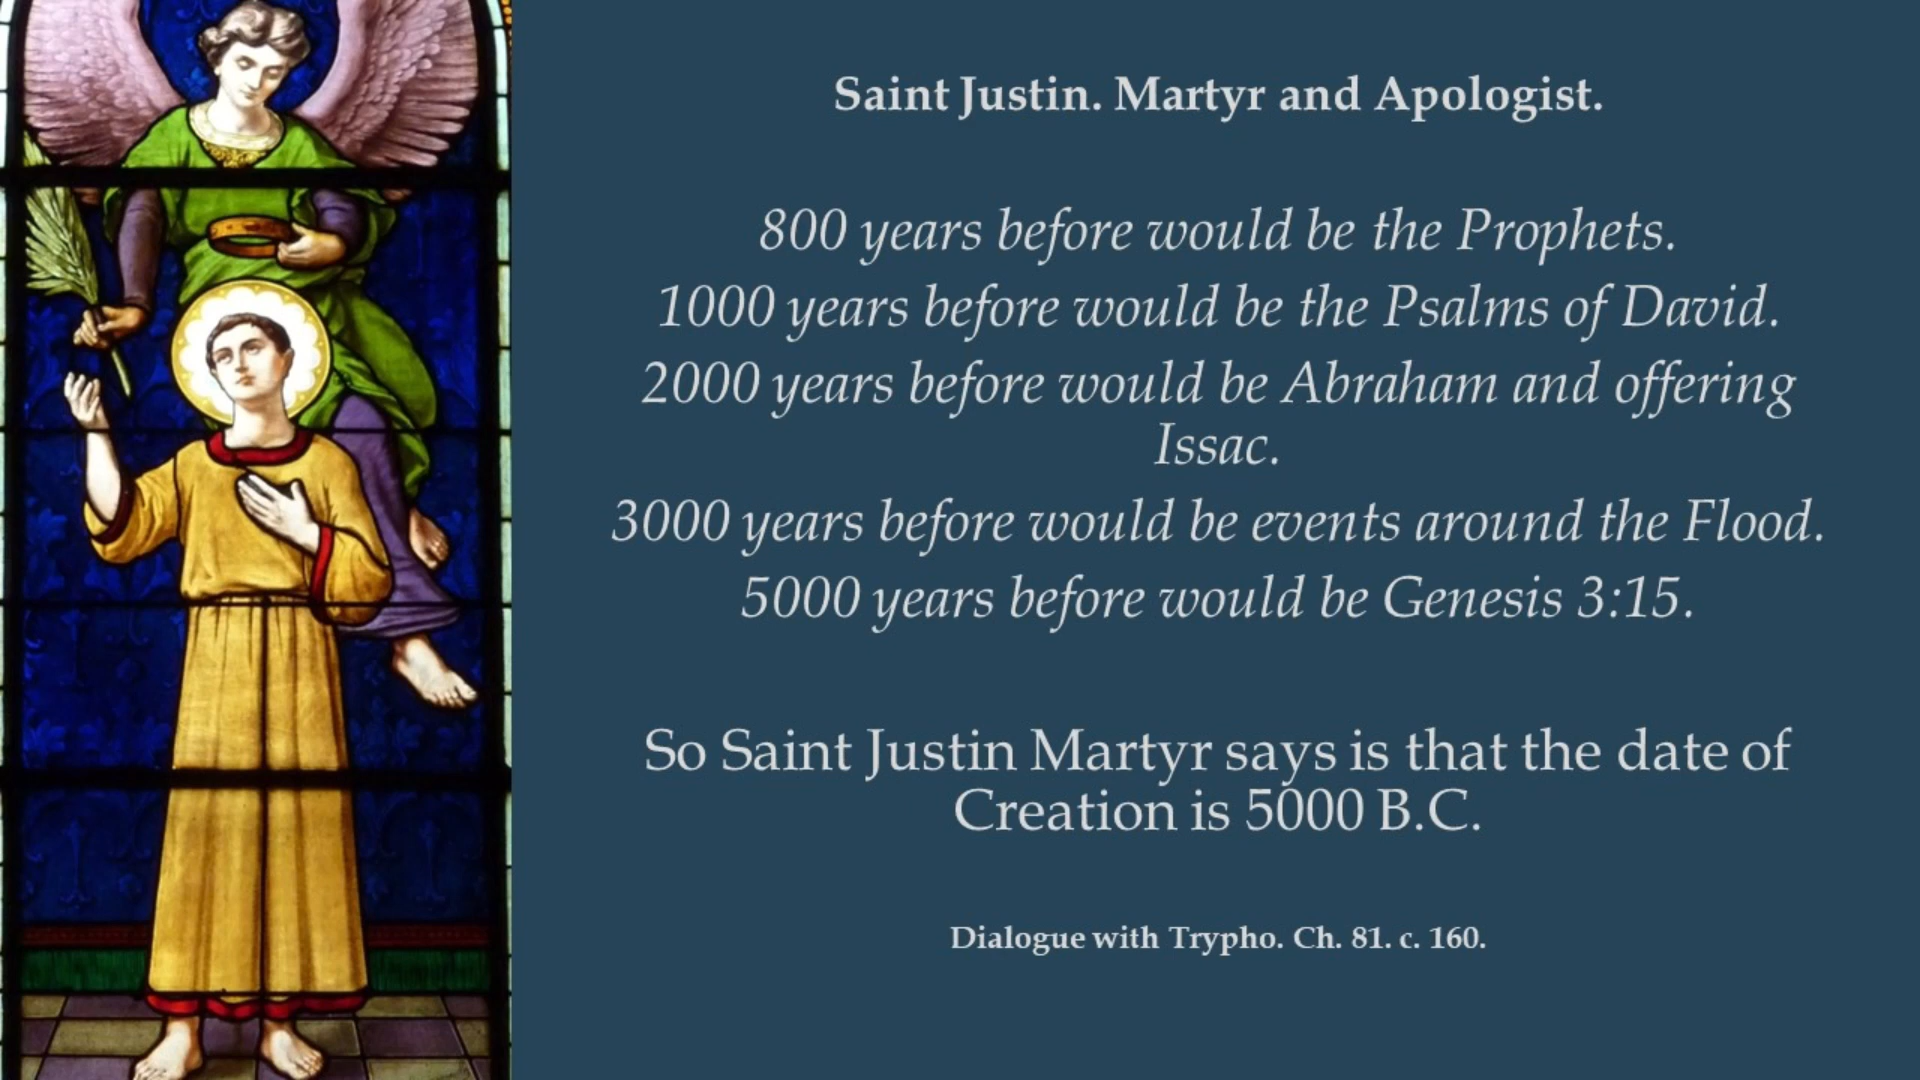 Saint Justin. Martyr and Apologist.
800 years before would be the Prophets.
1000 years before would be the Psalms of David.
2000 years before would be Abraham and offering
Issac.
3000 years before would be events around the Flood.
5000 years before would be Genesis 3:15.
So Saint Justin Martyr says is that the date of
Creation is 5000 B.C.
Dialogue with Trypho. Ch. 81. c. 160.